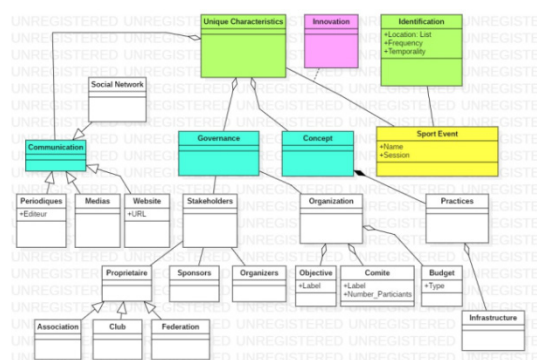 Unique Characteristics
Innovation
Identification
+Location: List
+Frequency
+Temporality
Social Network
Communication
Governance
Concept
Sport Event
+Name
+Session
Periodiques
+Editeur
Medias
Website
+URL
Stakeholders
Organization
Practices
Proprietaire
Sponsors
Organizers
Objective
+Label
Comite
+Label
+Number_Particiants
Budget
+Type
Association
Club
Federation
Infrastructure